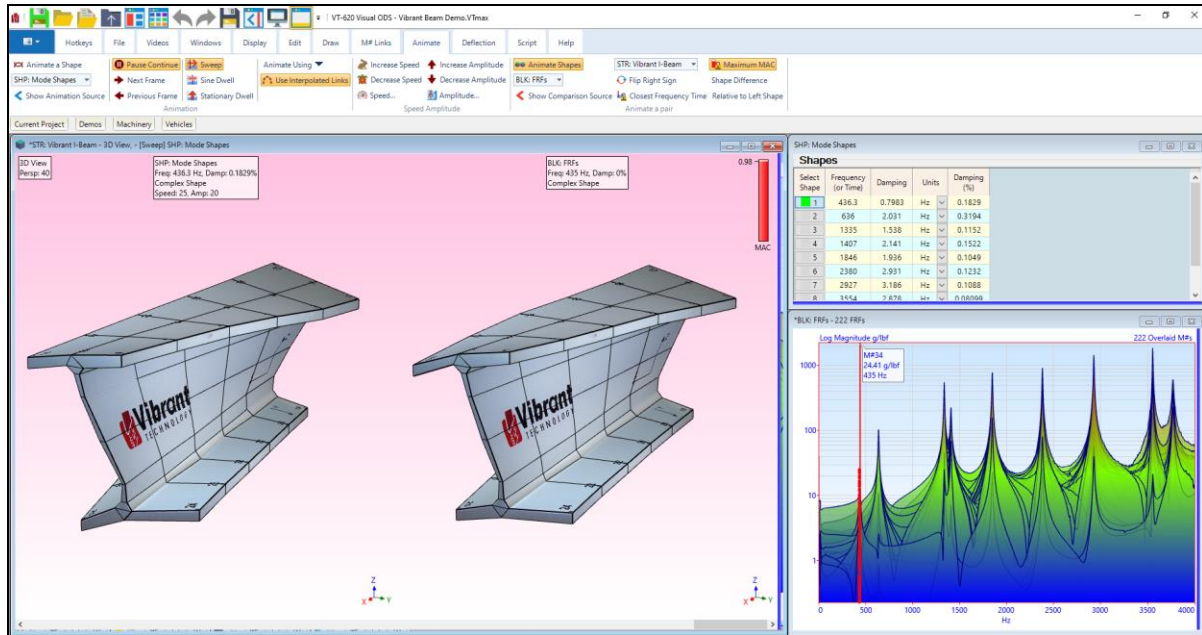 VT-620 Visual ODS - Vibrant Beam Demo.VTmax
Hotkeys File Videos Windows Display Edit Draw M# Links Animate Deflection Script Help
Animate a Shape
SHP: Mode Shapes
Show Animation Source
Pause Continue
Next Frame
Previous Frame
Sweep
Sine Dwell
Stationary Dwell
Animation
Animate Using
Use Interpolated Links
Increase Speed
Decrease Speed
Speed...
Increase Amplitude
Decrease Amplitude
Amplitude...
Speed Amplitude
Animate Shapes
BLK: FRFs
Show Comparison Source
STR: Vibrant I-Beam
Flip Right Sign
Closest Frequency Time
Animate a pair
Maximum MAC
Shape Difference
Relative to Left Shape
Current Project Demos Machinery Vehicles
*STR: Vibrant I-Beam - 3D View, - [Sweep] SHP: Mode Shapes
3D View
Persp: 40
SHP: Mode Shapes
Freq: 436.3 Hz, Damp: 0.1829%
Complex Shape
Speed: 25, Amp: 20
BLK: FRFs
Freq: 435 Hz, Damp: 0%
Complex Shape
0.98
MAC
Vibrant
TECHNOLOGY
Vibrant
TECHNOLOGY
Z
X Y
Z
X Y
SHP: Mode Shapes
Shapes
Select Shape Frequency (or Time) Damping Units Damping (%)
1 436.3 0.7983 Hz 0.1829
2 636 2.031 Hz 0.3194
3 1335 1.538 Hz 0.1152
4 1407 2.141 Hz 0.1522
5 1846 1.936 Hz 0.1049
6 2380 2.931 Hz 0.1232
7 2927 3.186 Hz 0.1088
8 3554 2.878 Hz 0.08099
*BLK: FRFs - 222 FRFs
Log Magnitude g/lbf 222 Overlaid M#s
M#34
24.41 g/lbf
435 Hz
1000
100
10
1
0 500 1000 1500 2000 2500 3000 3500 4000
Hz